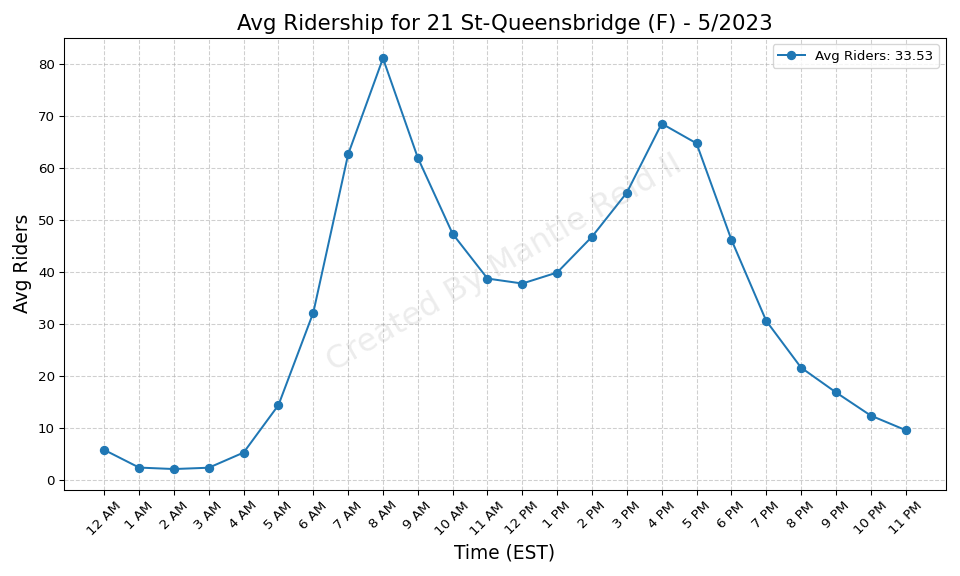 Avg Ridership for 21 St-Queensbridge (F) - 5/2023
Avg Riders: 33.53
80
70
60
50
40
30
20
10
0
Avg Riders
Created By Mantle Reid II
12 AM 1 AM 2 AM 3 AM 4 AM 5 AM 6 AM 7 AM 8 AM 9 AM 10 AM 11 AM 12 PM 1 PM 2 PM 3 PM 4 PM 5 PM 6 PM 7 PM 8 PM 9 PM 10 PM 11 PM
Time (EST)